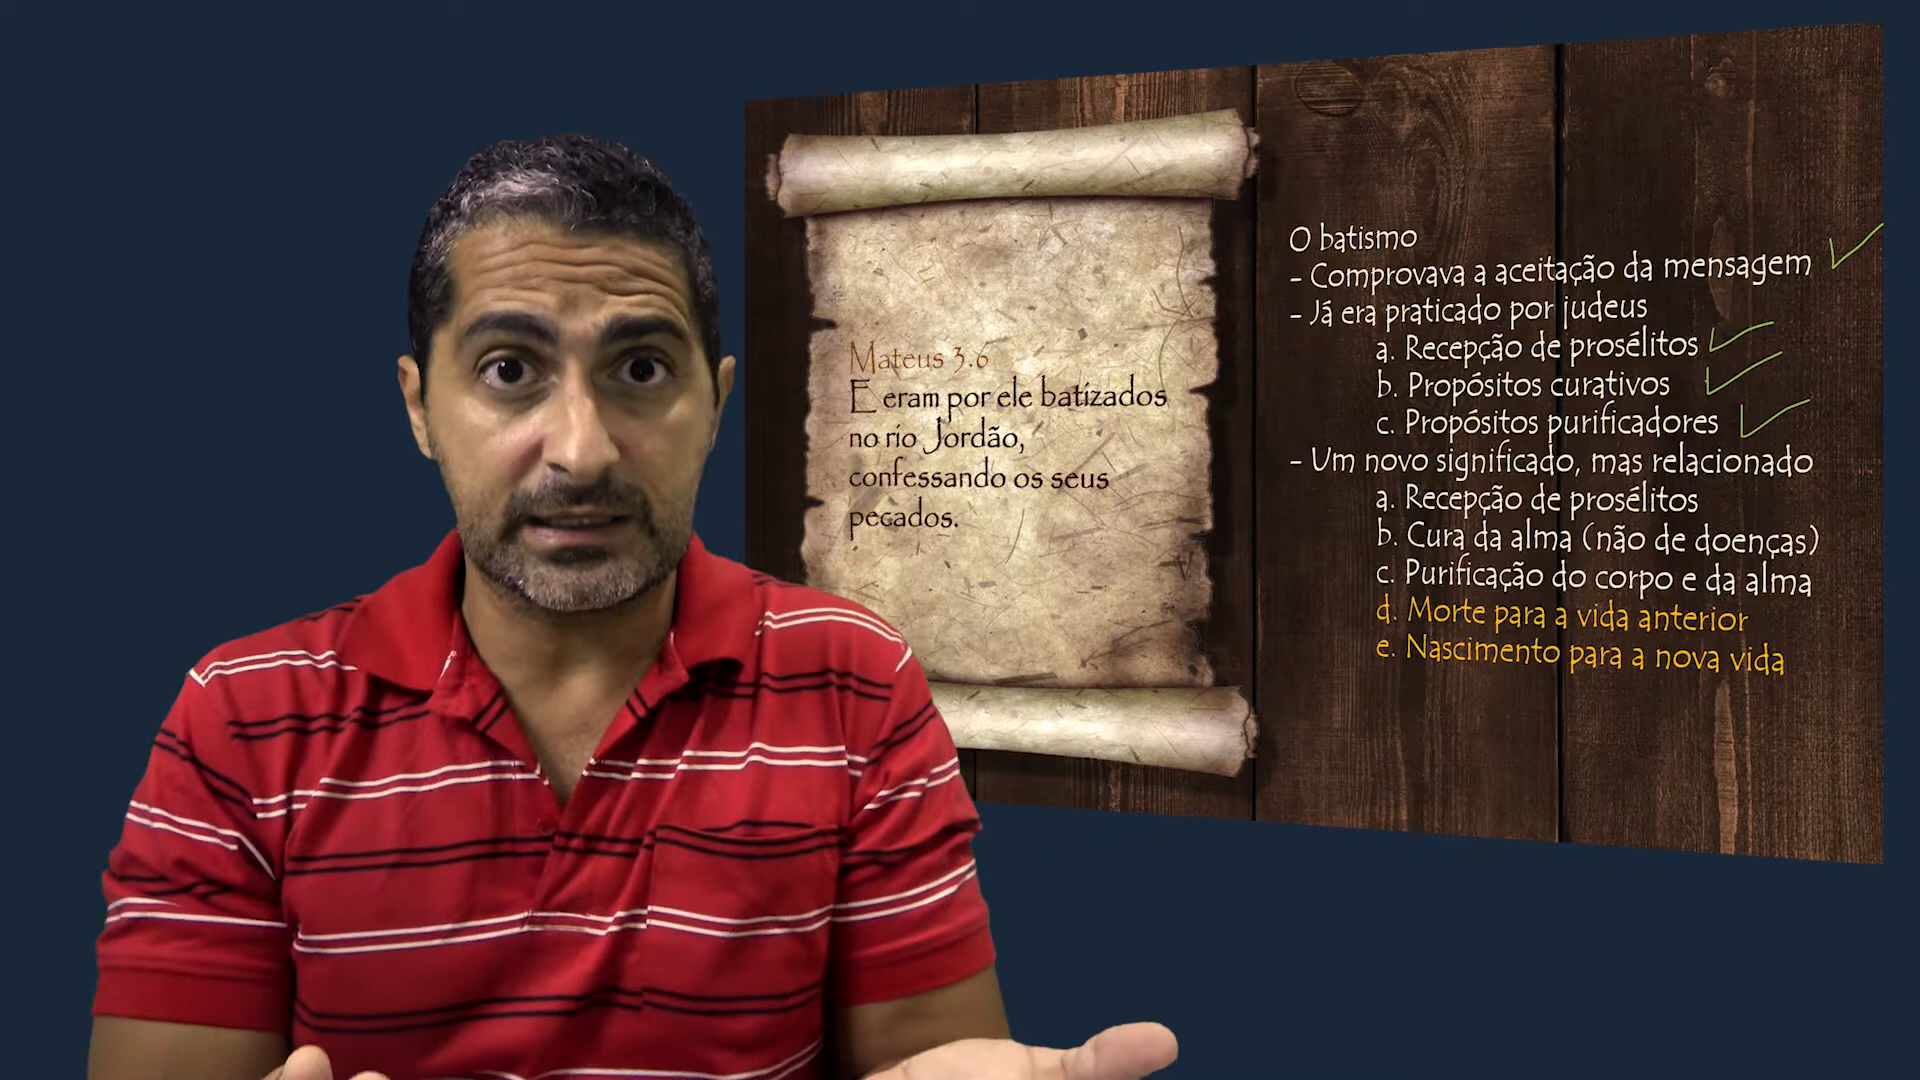 Mateus 3.6
E eram por ele batizados
no rio Jordão,
confessando os seus
pecados.
O batismo
- Comprovava a aceitação da mensagem
- Já era praticado por judeus
a. Recepção de prosélitos
b. Propósitos curativos
c. Propósitos purificadores
- Um novo significado, mas relacionado
a. Recepção de prosélitos
b. Cura da alma (não de doenças)
c. Purificação do corpo e da alma
d. Morte para a vida anterior
e. Nascimento para a nova vida